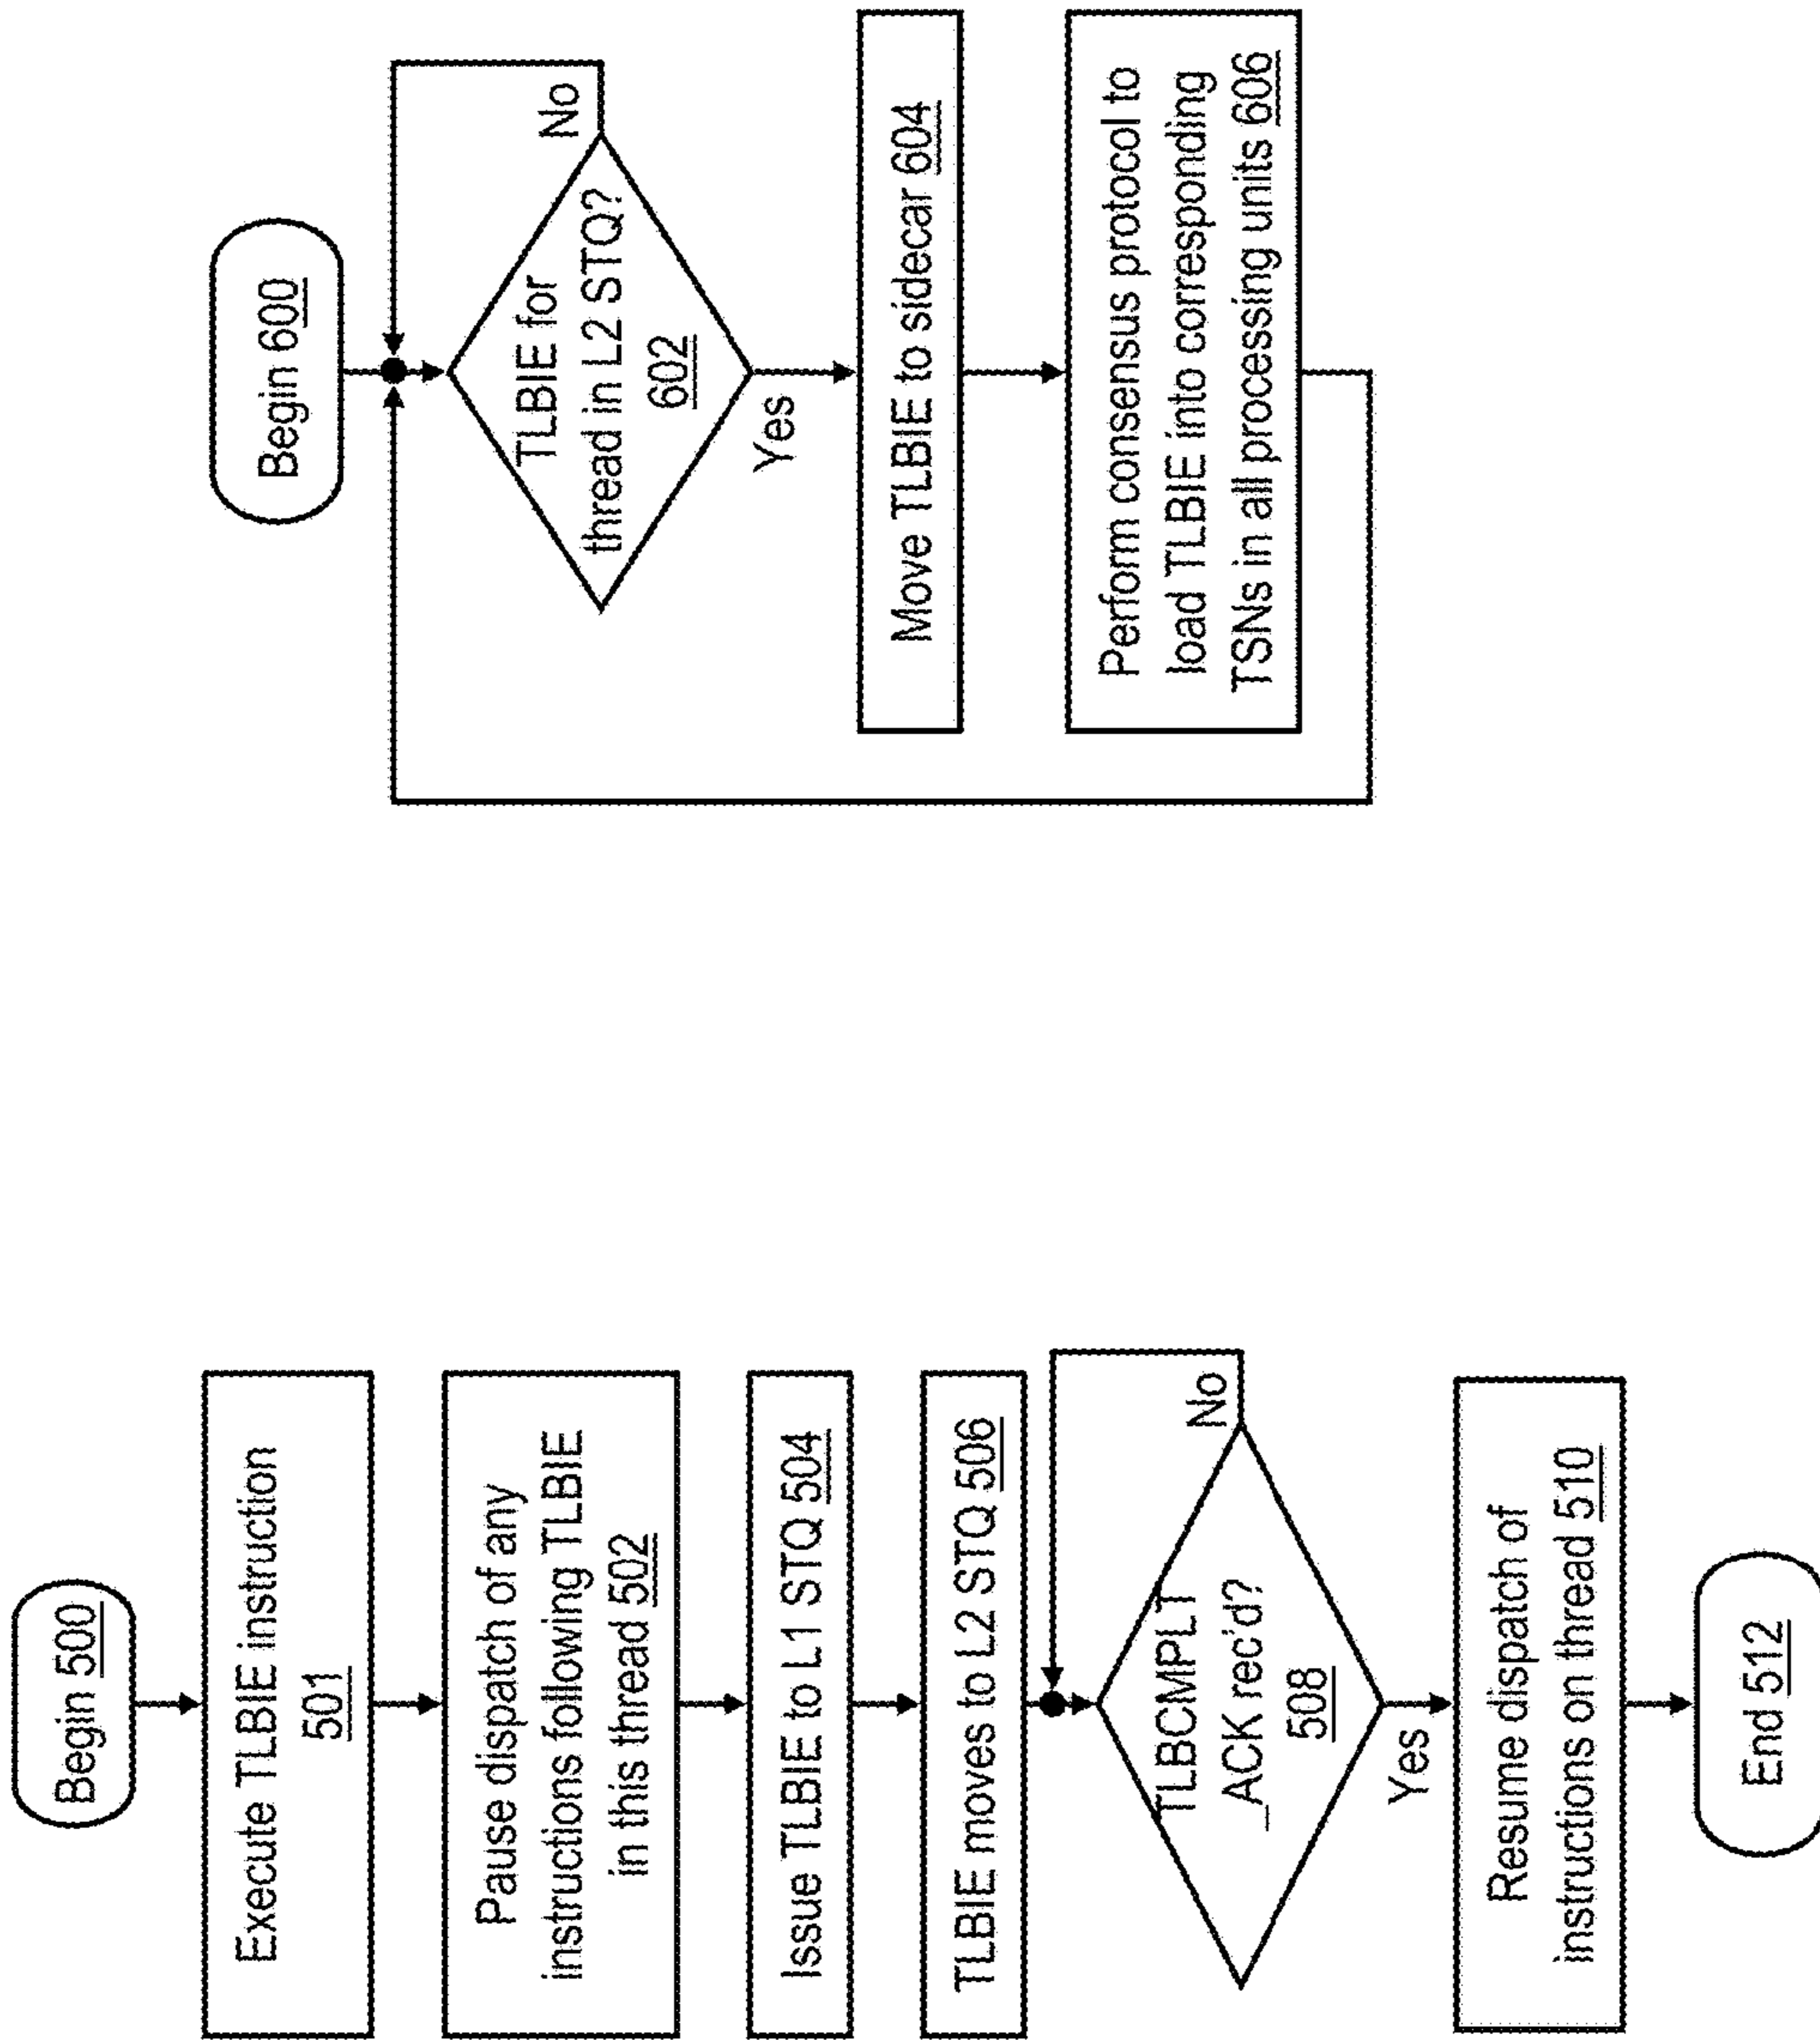 Begin 500
Execute TLBIE instruction
501
Pause dispatch of any
instructions following TLBIE
in this thread 502
Issue TLBIE to L1 STQ 504
TLBIE moves to L2 STQ 506
TLBCMPLT
_ACK rec'd?
508
No
Yes
Resume dispatch of
instructions on thread 510
End 512
Begin 600
TLBIE for
thread in L2 STQ?
602
No
Yes
Move TLBIE to sidecar 604
Perform consensus protocol to
load TLBIE into corresponding
TSNs in all processing units 606